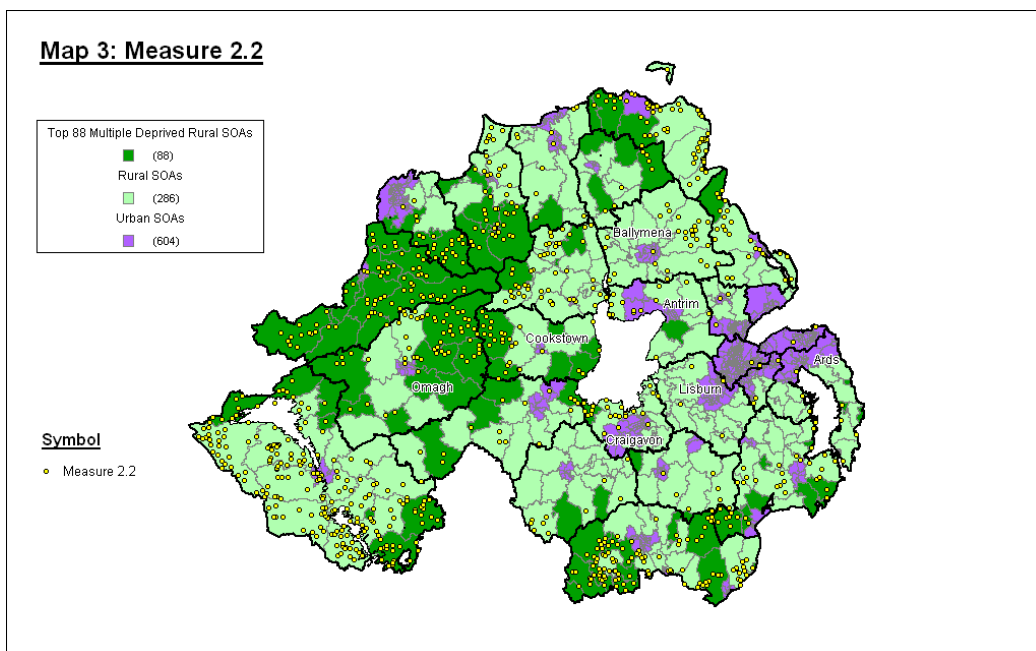 Map 3: Measure 2.2
Top 88 Multiple Deprived Rural SOAs
(88)
Rural SOAs
(286)
Urban SOAs
(604)
Ballymena
Antrim
Cookstown
Ards
Omagh
Lisburn
Craigavon
Symbol
Measure 2.2